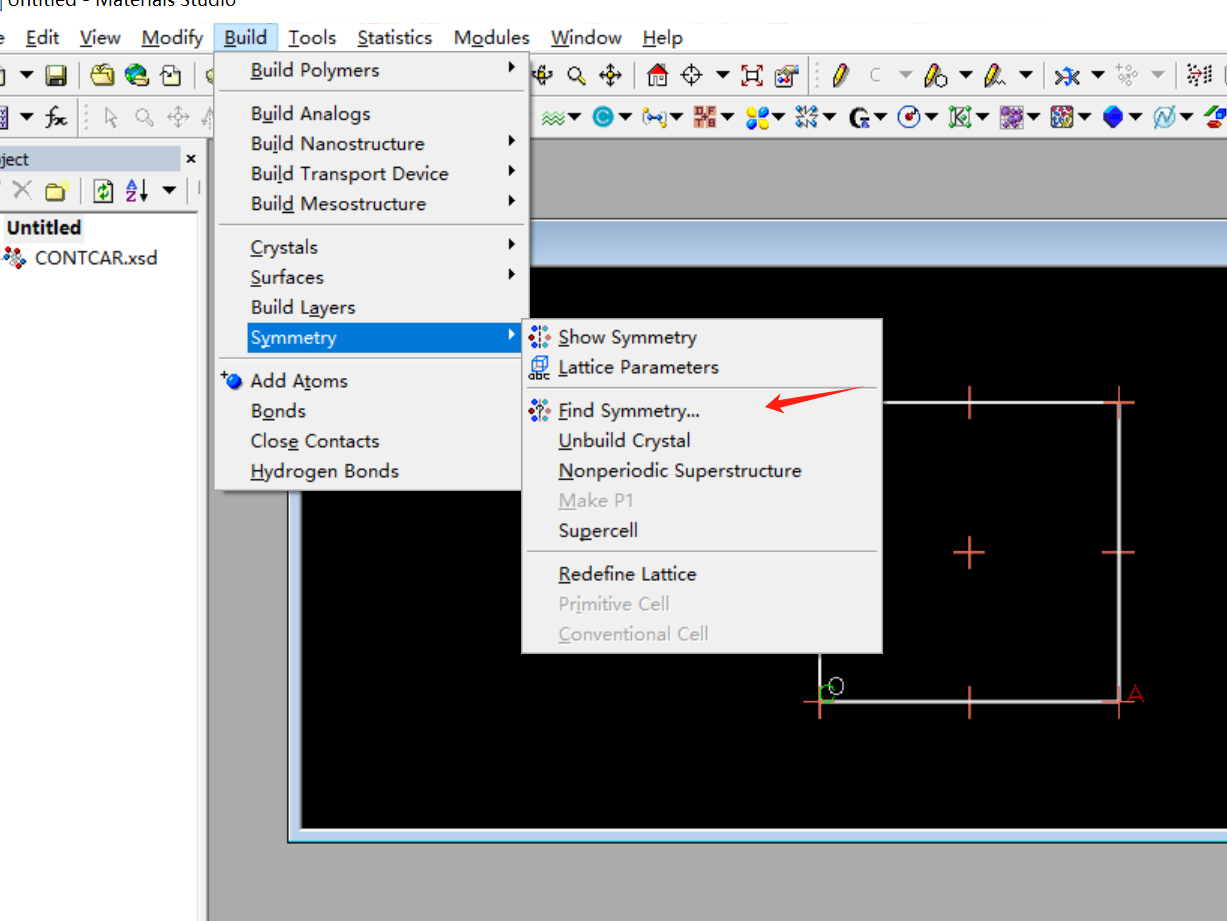 Untitled - Materials Studio
Edit View Modify Build Tools Statistics Modules Window Help
ject
Untitled
CONTCAR.xsd
Build Polymers
Build Analogs
Build Nanostructure
Build Transport Device
Build Mesostructure
Crystals
Surfaces
Build Layers
Symmetry
Add Atoms
Bonds
Close Contacts
Hydrogen Bonds
Show Symmetry
Lattice Parameters
Find Symmetry...
Unbuild Crystal
Nonperiodic Superstructure
Make P1
Supercell
Redefine Lattice
Primitive Cell
Conventional Cell
C O A